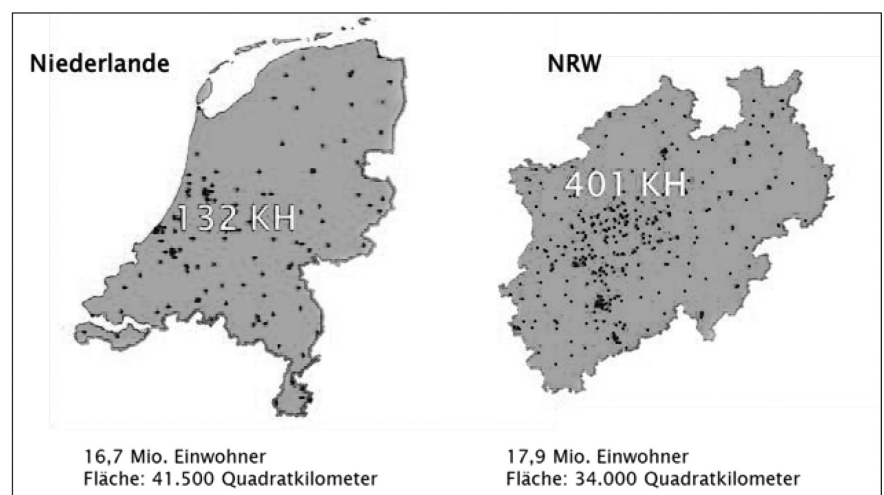 Niederlande
NRW
132 KH
401 KH
16,7 Mio. Einwohner
Fläche: 41.500 Quadratkilometer
17,9 Mio. Einwohner
Fläche: 34.000 Quadratkilometer